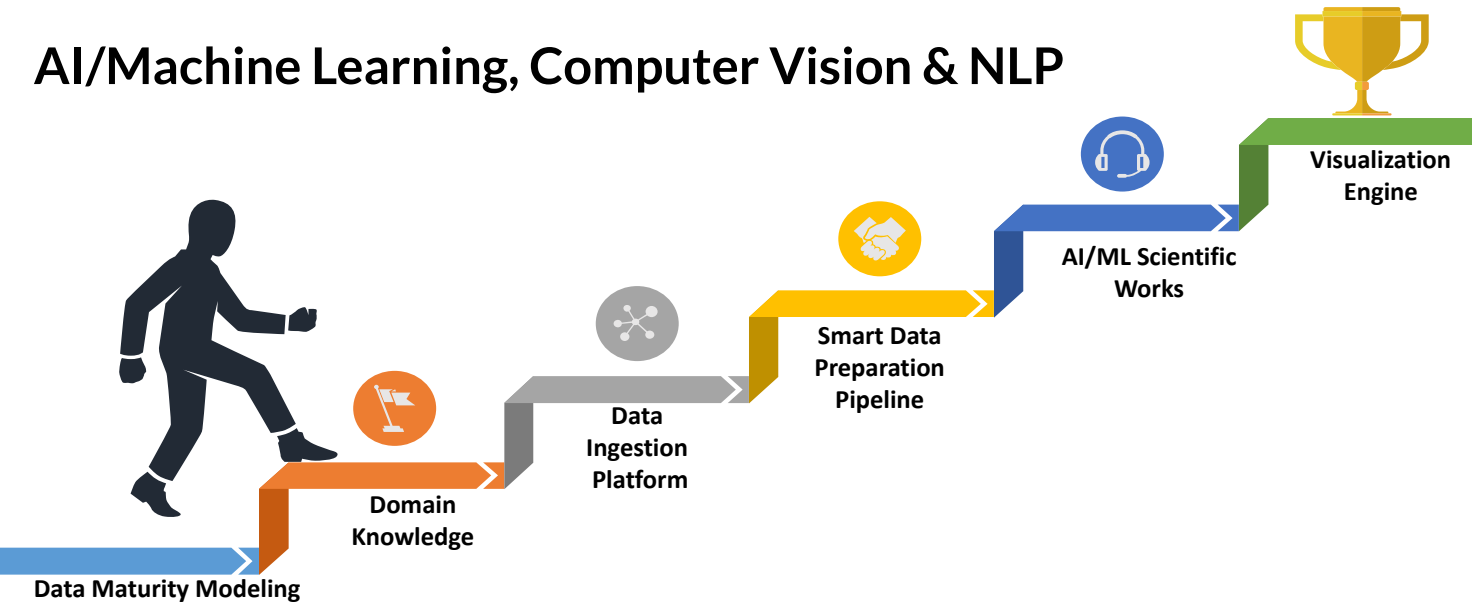 AI/Machine Learning, Computer Vision & NLP
Visualization
Engine
AI/ML Scientific
Works
Smart Data
Preparation
Pipeline
Data
Ingestion
Platform
Domain
Knowledge
Data Maturity Modeling